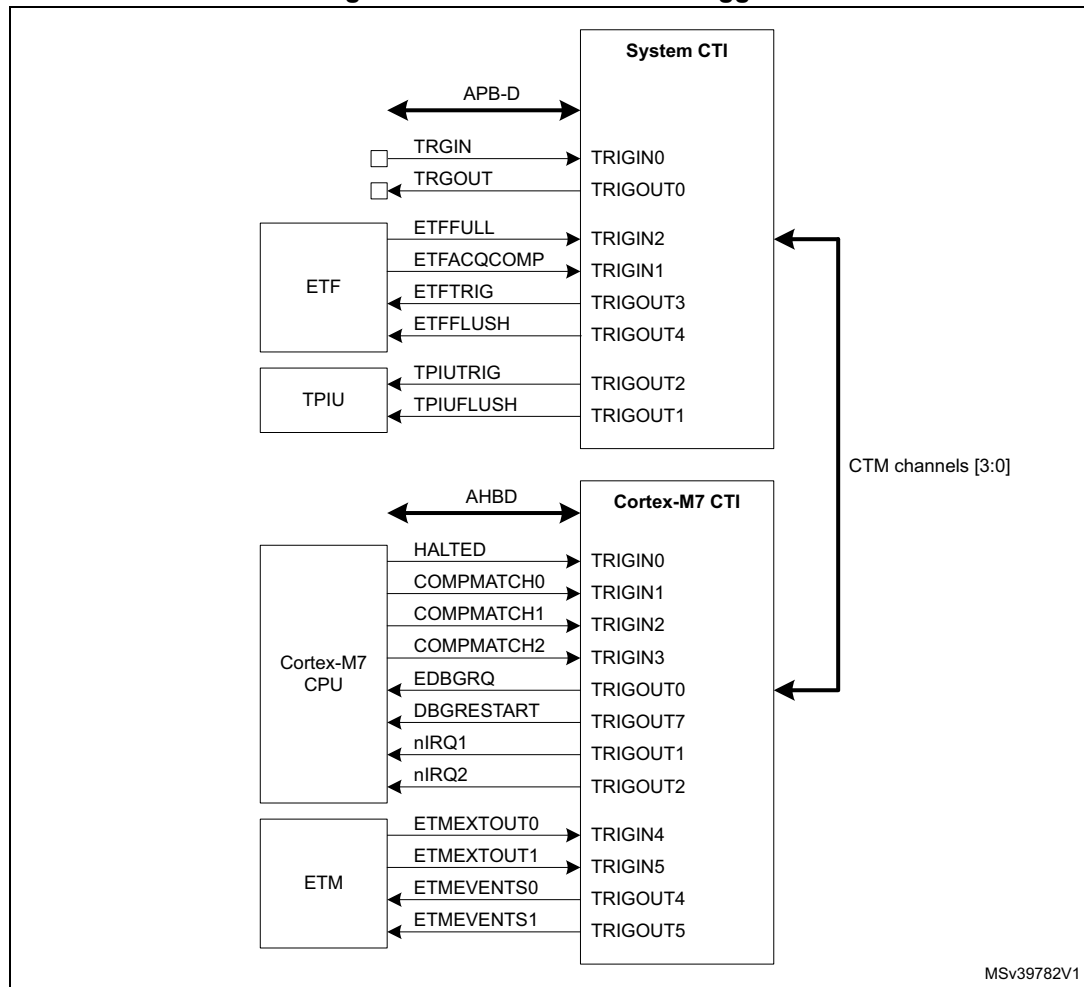 System CTI
APB-D
TRGIN
TRIGIN0
TRGOUT
TRIGOUT0
ETF
ETFFULL
TRIGIN2
ETFACQCOMP
TRIGIN1
ETFTRIG
TRIGOUT3
ETFFLUSH
TRIGOUT4
TPIU
TPIUTRIG
TRIGOUT2
TPIUFLUSH
TRIGOUT1
CTM channels [3:0]
Cortex-M7 CTI
AHBD
Cortex-M7
CPU
HALTED
TRIGIN0
COMPMATCH0
TRIGIN1
COMPMATCH1
TRIGIN2
COMPMATCH2
TRIGIN3
EDBGRQ
TRIGOUT0
DBGRESTART
TRIGOUT7
nIRQ1
TRIGOUT1
nIRQ2
TRIGOUT2
ETM
ETMEXTOUT0
TRIGIN4
ETMEXTOUT1
TRIGIN5
ETMEVENTS0
TRIGOUT4
ETMEVENTS1
TRIGOUT5
MSv39782V1